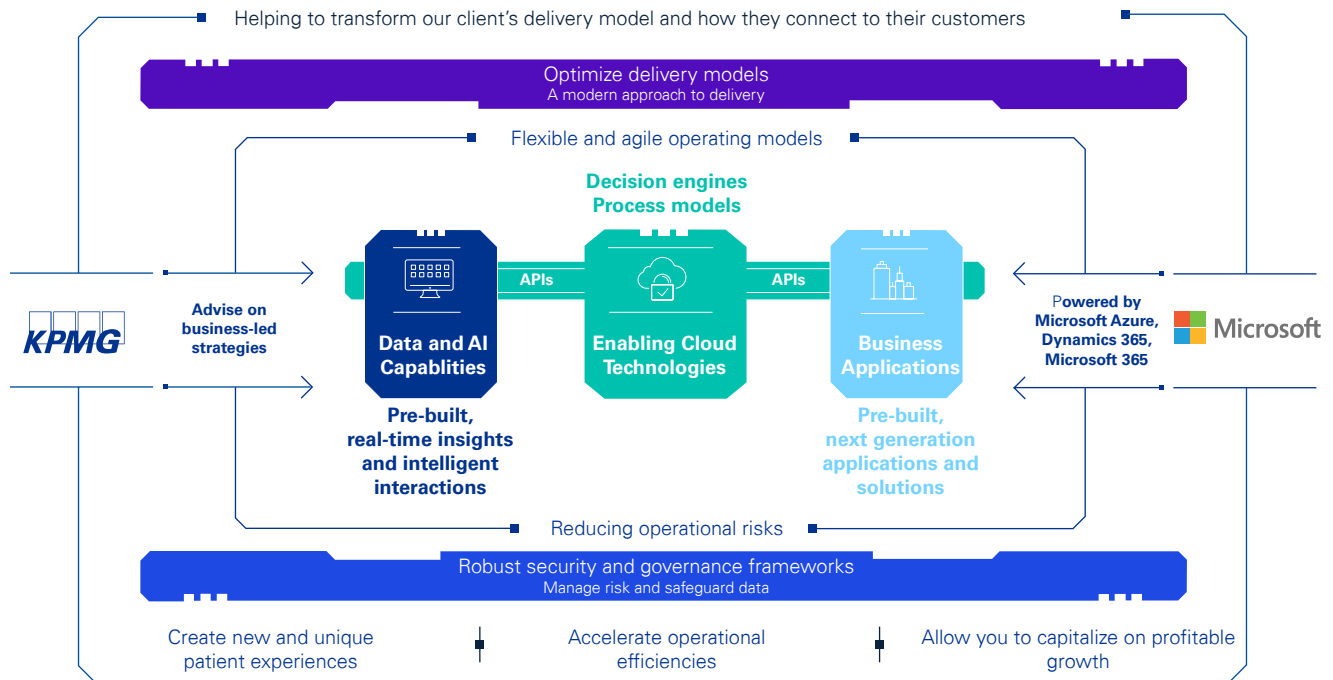 Helping to transform our client's delivery model and how they connect to their customers
Optimize delivery models
A modern approach to delivery
Flexible and agile operating models
Decision engines
Process models
KPMG
Advise on
business-led
strategies
Data and AI
Capablities
APIs
Enabling Cloud
Technologies
APIs
Business
Applications
Powered by
Microsoft Azure,
Dynamics 365,
Microsoft 365
Microsoft
Pre-built,
real-time insights
and intelligent
interactions
Pre-built,
next generation
applications and
solutions
Reducing operational risks
Robust security and governance frameworks
Manage risk and safeguard data
Create new and unique
patient experiences
Accelerate operational
efficiencies
Allow you to capitalize on profitable
growth